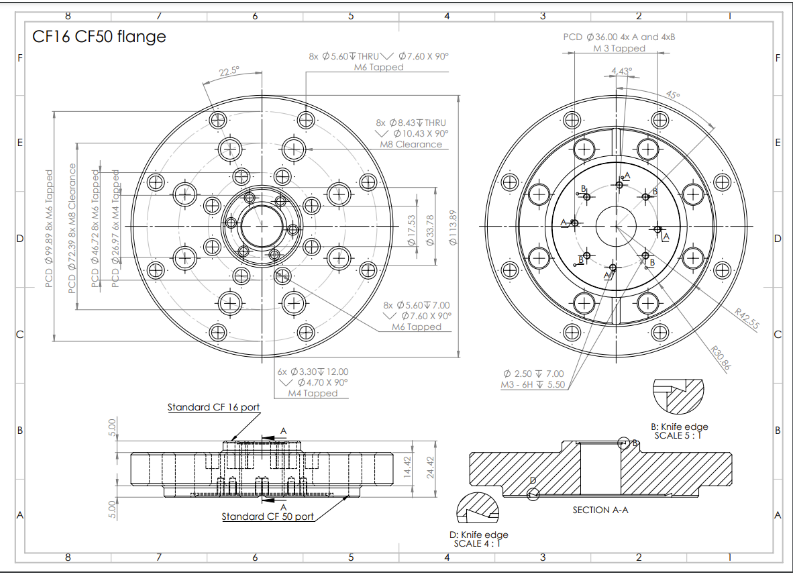 8 7 6 5 4 3 2 1
CF16 CF50 flange
F
E
D
C
B
A
F
E
D
C
B
A
22.5°
8x Ø5.60↧THRU ⌵ Ø7.60 X 90°
M6 Tapped
8x Ø8.43↧THRU
⌵ Ø10.43 X 90°
M8 Clearance
PCD Ø99.89 8x M6 Tapped
PCD Ø72.39 8x M8 Clearance
PCD Ø46.72 8x M6 Tapped
PCD Ø26.97 6x M4 Tapped
Ø17.53
Ø33.78
Ø113.89
8x Ø5.60↧7.00
⌵ Ø7.60 X 90°
M6 Tapped
6x Ø3.30↧12.00
⌵ Ø4.70 X 90°
M4 Tapped
PCD Ø36.00 4x A and 4xB
M 3 Tapped
4.43°
45°
A
B
B
A
A
B
B
A
R42.55
R30.86
Ø 2.50 ↧ 7.00
M3 - 6H ↧ 5.50
B: Knife edge
SCALE 5 : 1
Standard CF 16 port
5.00
A
14.42
24.42
5.00
A
Standard CF 50 port
B
D
SECTION A-A
D: Knife edge
SCALE 4 : 1
8 7 6 5 4 3 2 1